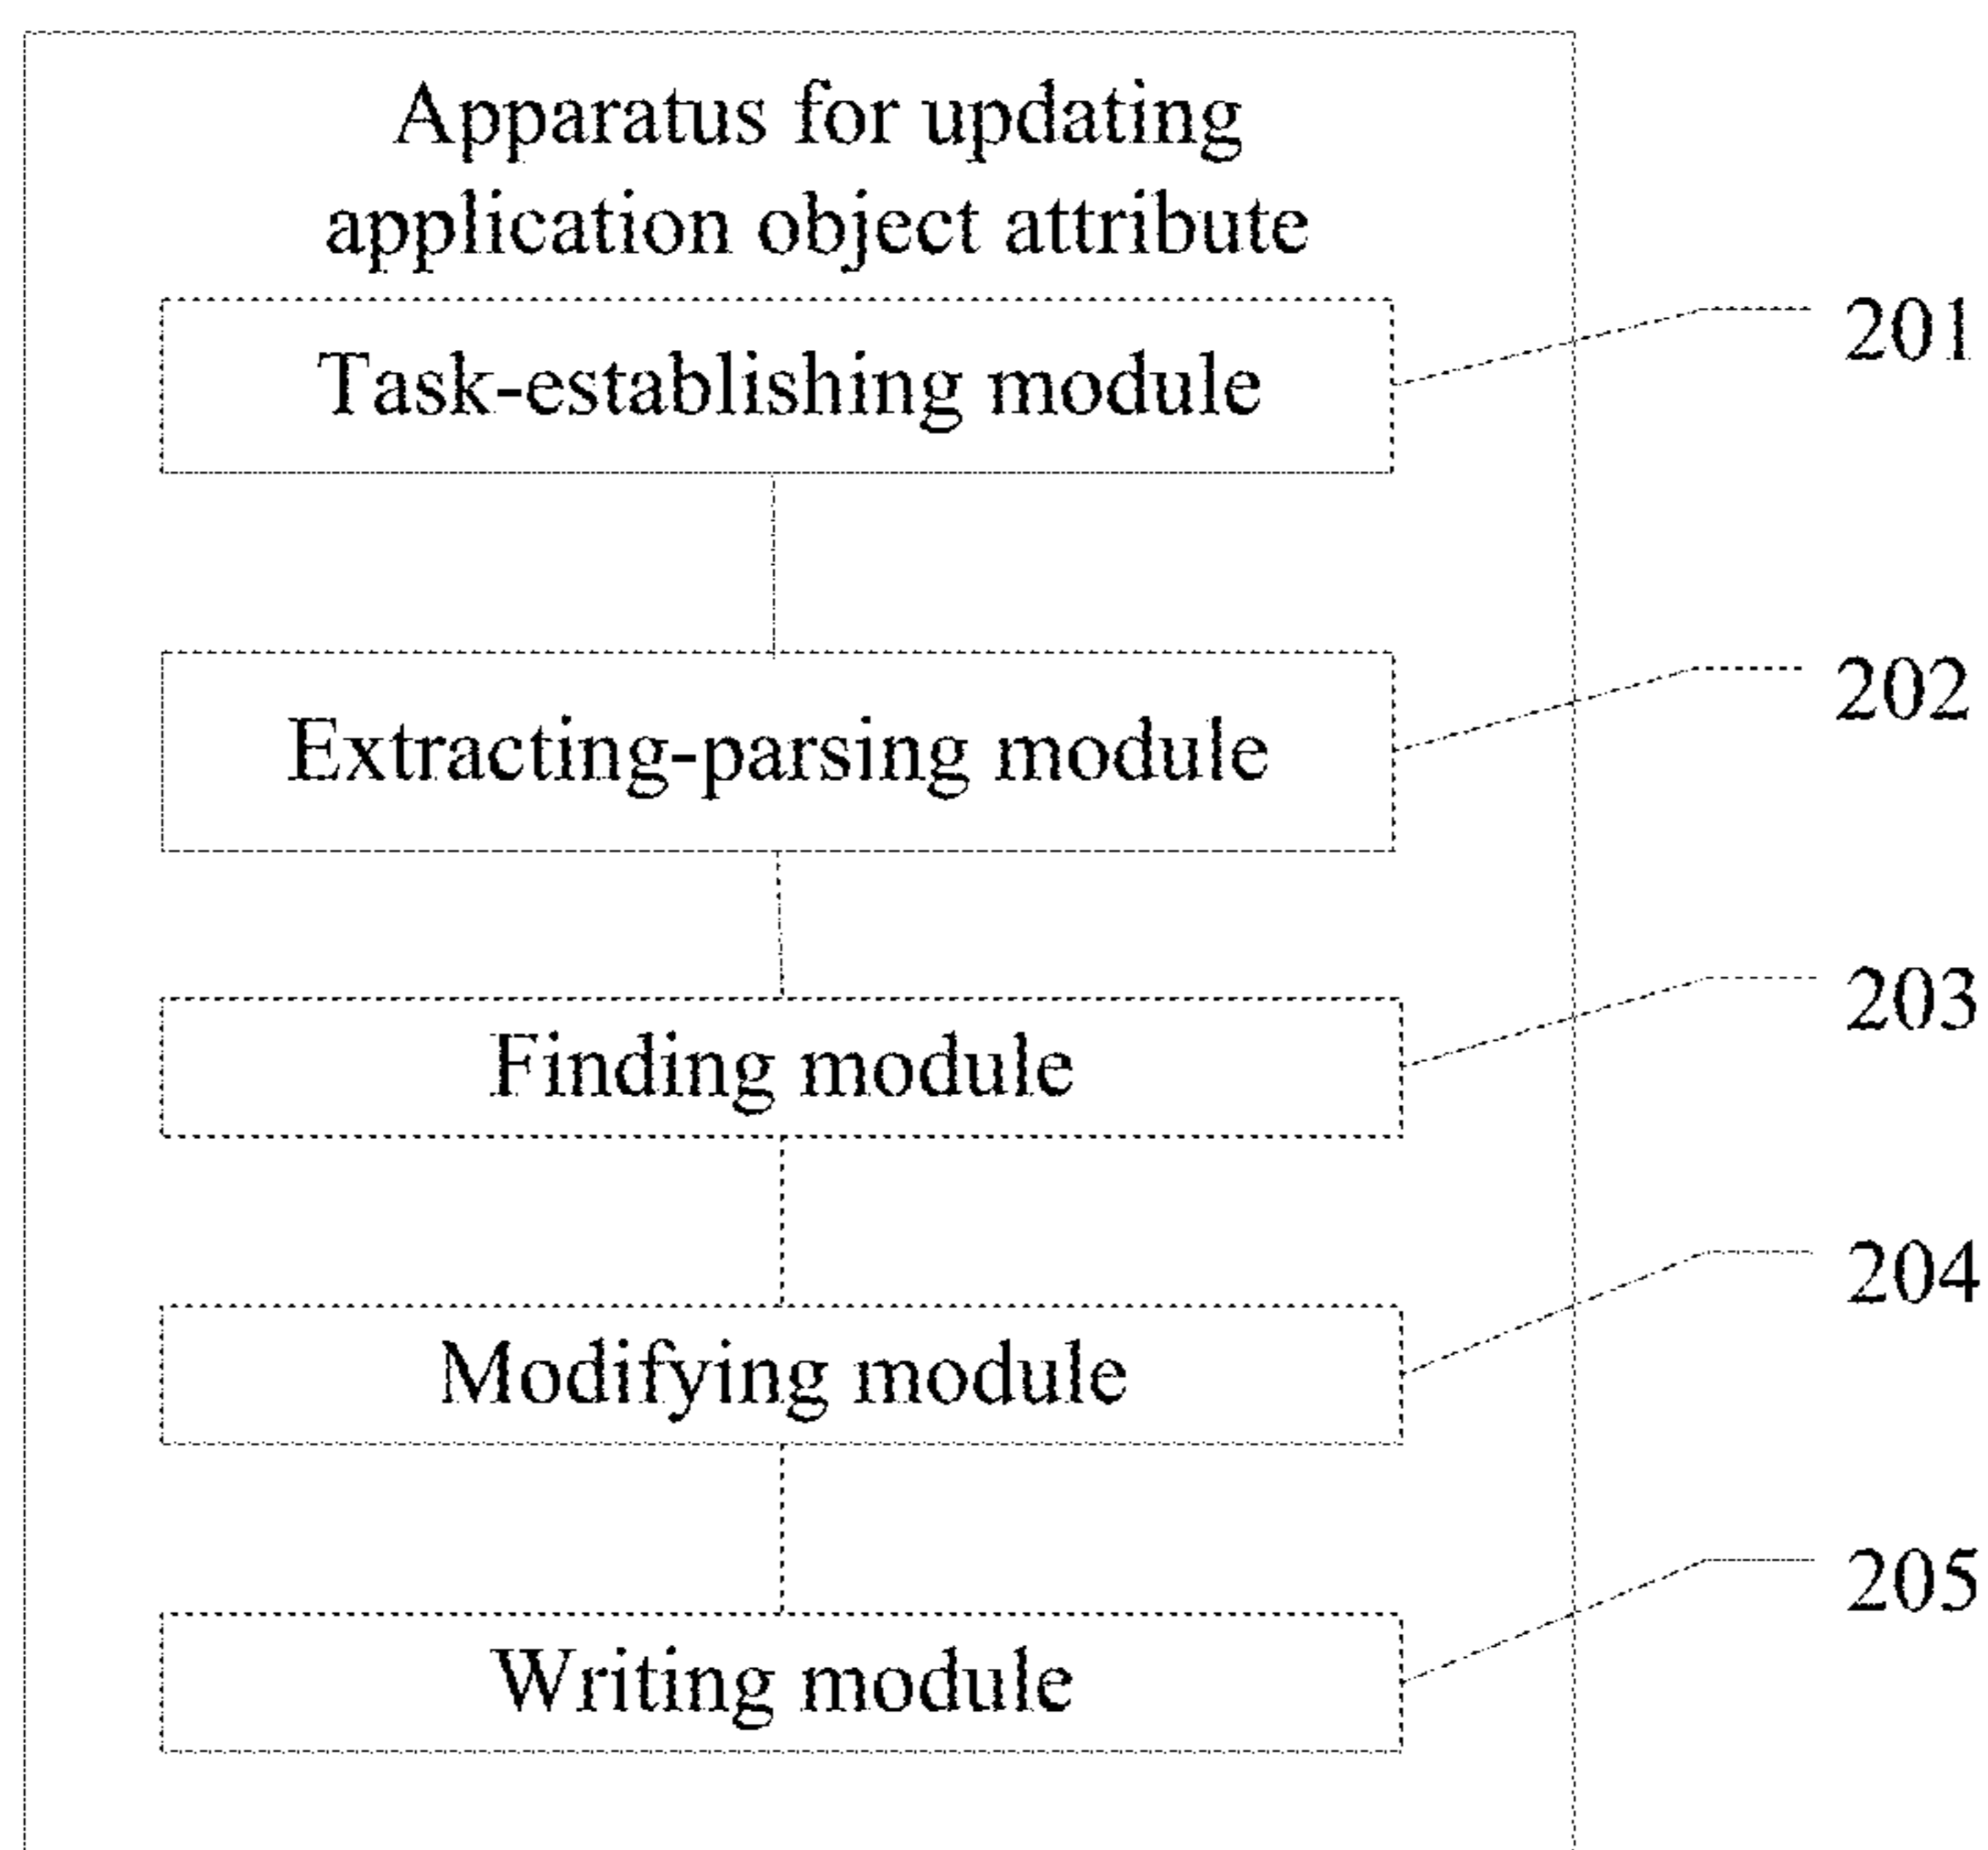 Apparatus for updating
application object attribute
Task-establishing module
201
Extracting-parsing module
202
Finding module
203
Modifying module
204
Writing module
205